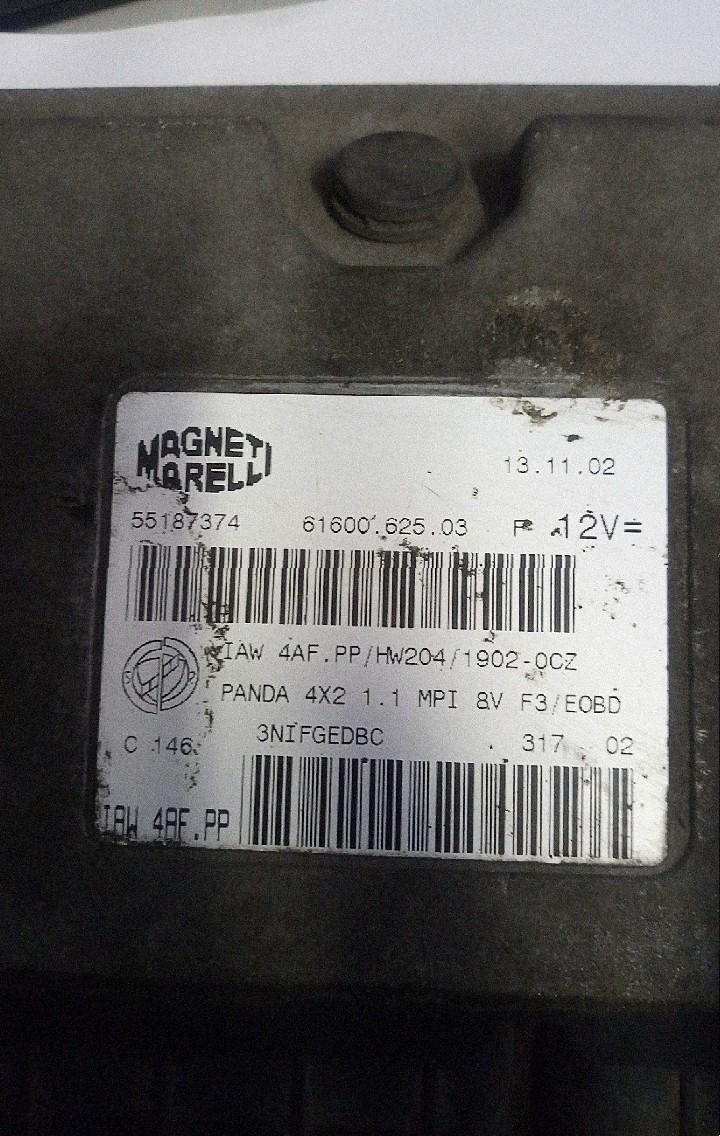 MAGNETI
MARELLI
13.11.02
55187374 61600.625.03 12V=
IAW 4AF.PP/HW204/1902-0CZ
PANDA 4X2 1.1 MPI 8V F3/EOBD
C 146 3NIFGEDBC 317 02
IAW 4AF.PP